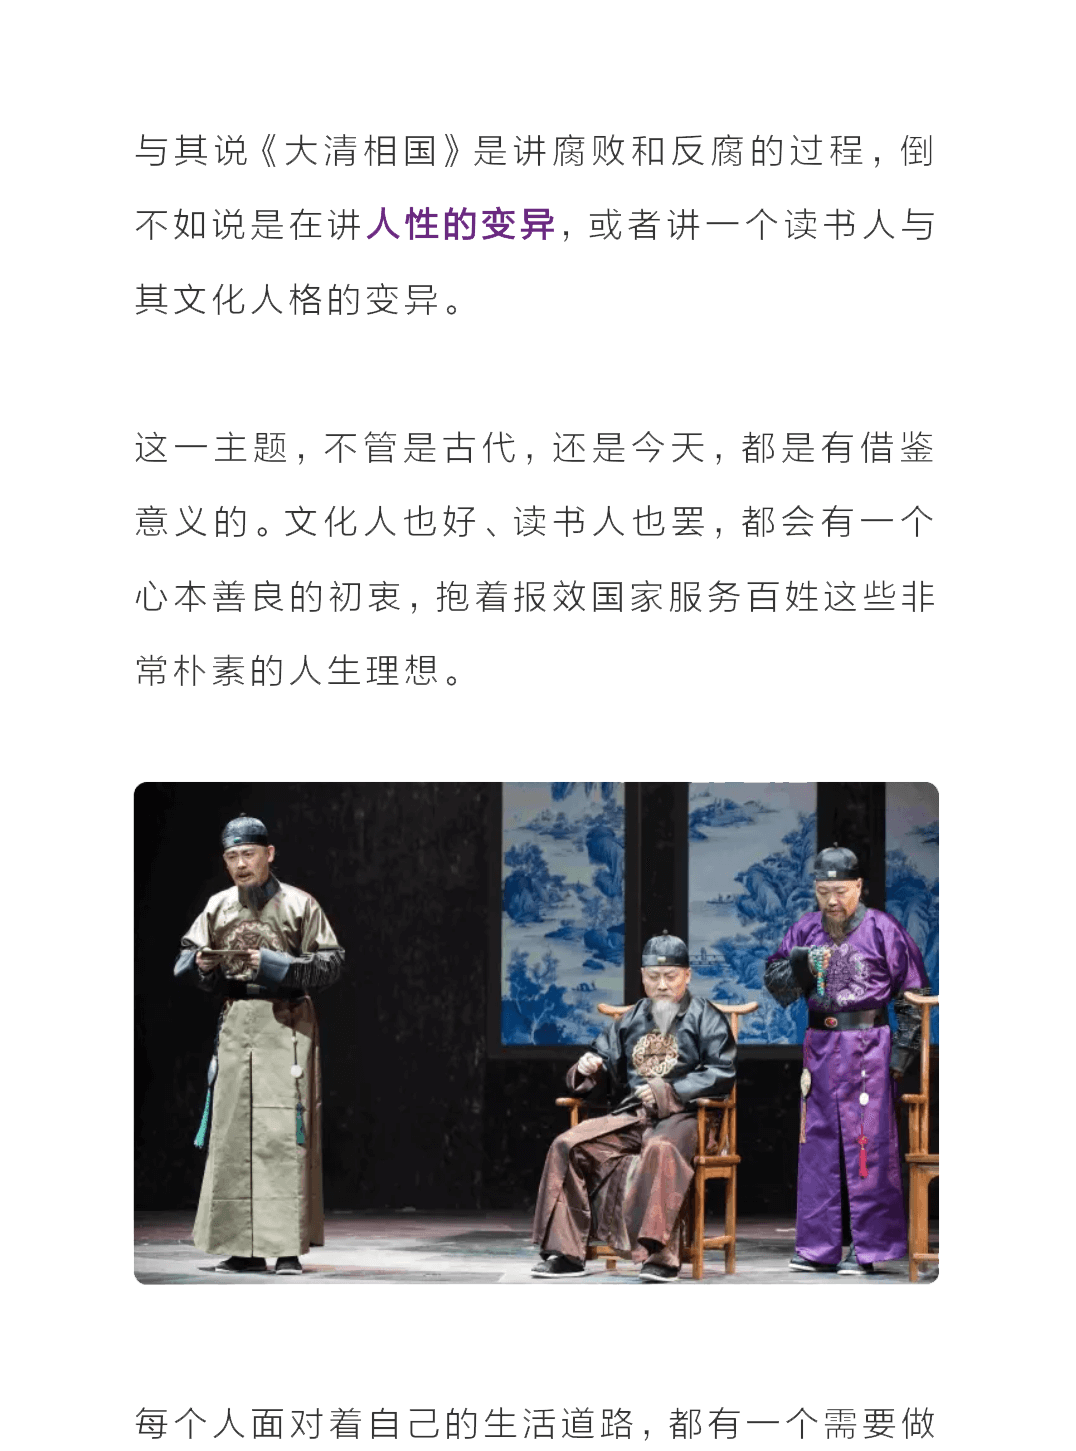 与其说《大清相国》是讲腐败和反腐的过程，倒
不如说是在讲人性的变异，或者讲一个读书人与
其文化人格的变异。
这一主题，不管是古代，还是今天，都是有借鉴
意义的。文化人也好、读书人也罢，都会有一个
心本善良的初衷，抱着报效国家服务百姓这些非
常朴素的人生理想。
每个人面对着自己的生活道路，都有一个需要做